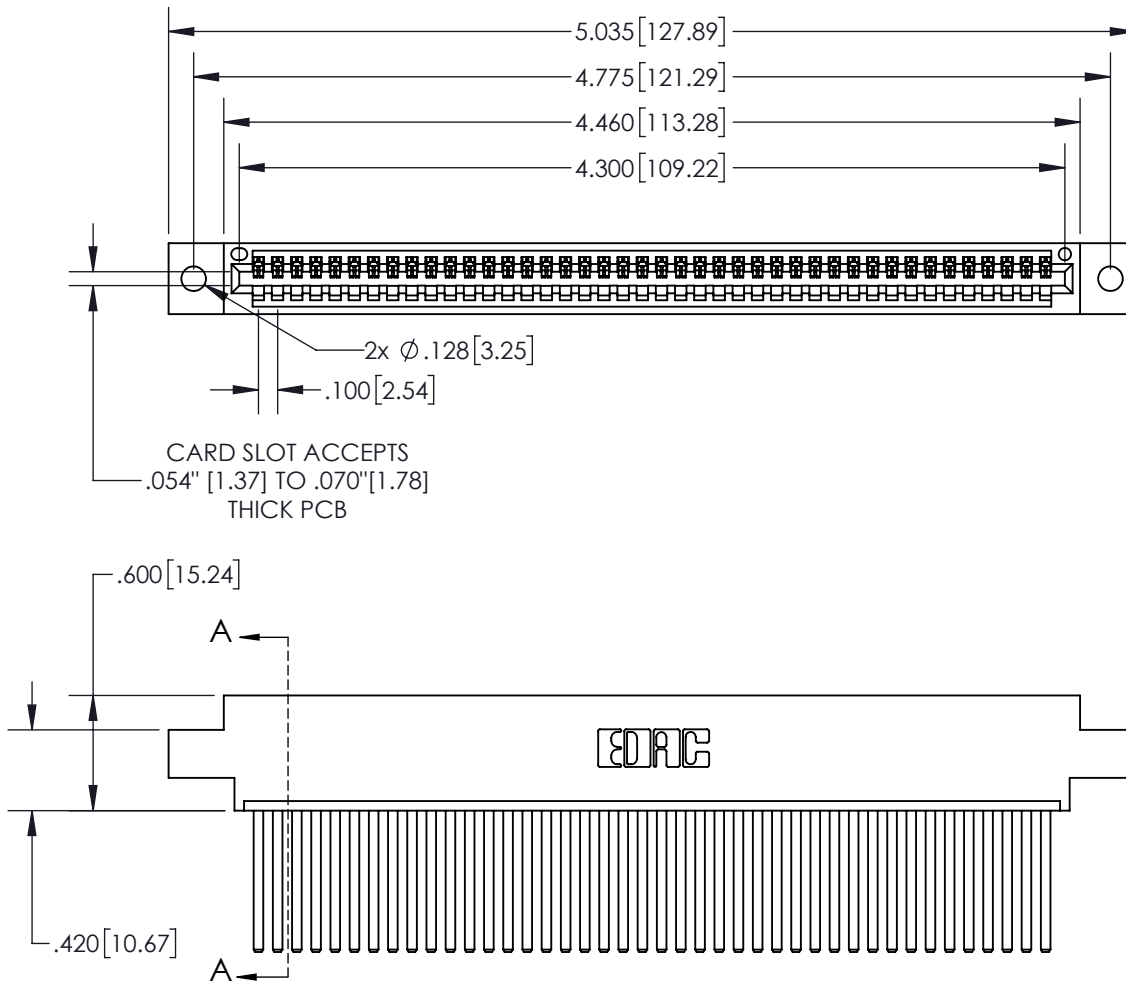 5.035[127.89]
4.775[121.29]
4.460[113.28]
4.300[109.22]
2x Ø.128[3.25]
.100[2.54]
CARD SLOT ACCEPTS
.054" [1.37] TO .070"[1.78]
THICK PCB
.600[15.24]
A
EDAC
.420[10.67]
A